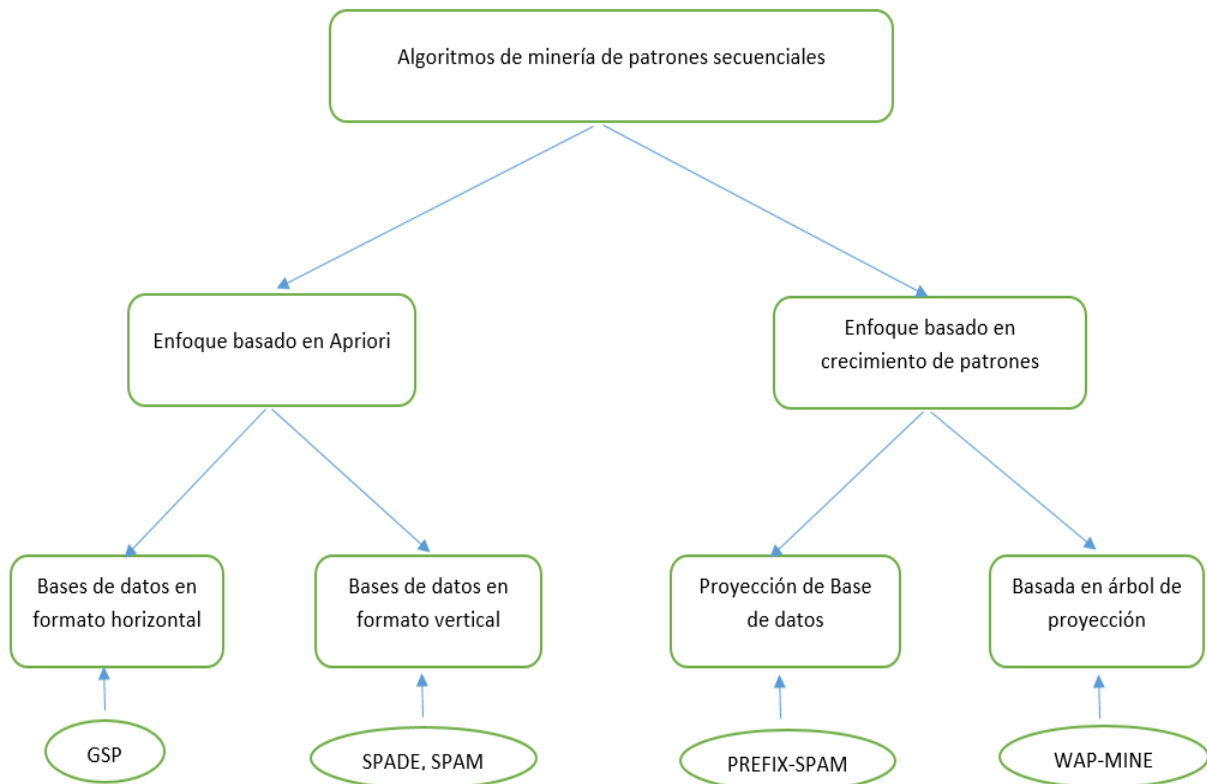 Algoritmos de minería de patrones secuenciales
Enfoque basado en Apriori
Enfoque basado en
crecimiento de patrones
Bases de datos en
formato horizontal
Bases de datos en
formato vertical
Proyección de Base
de datos
Basada en árbol de
proyección
GSP
SPADE, SPAM
PREFIX-SPAM
WAP-MINE